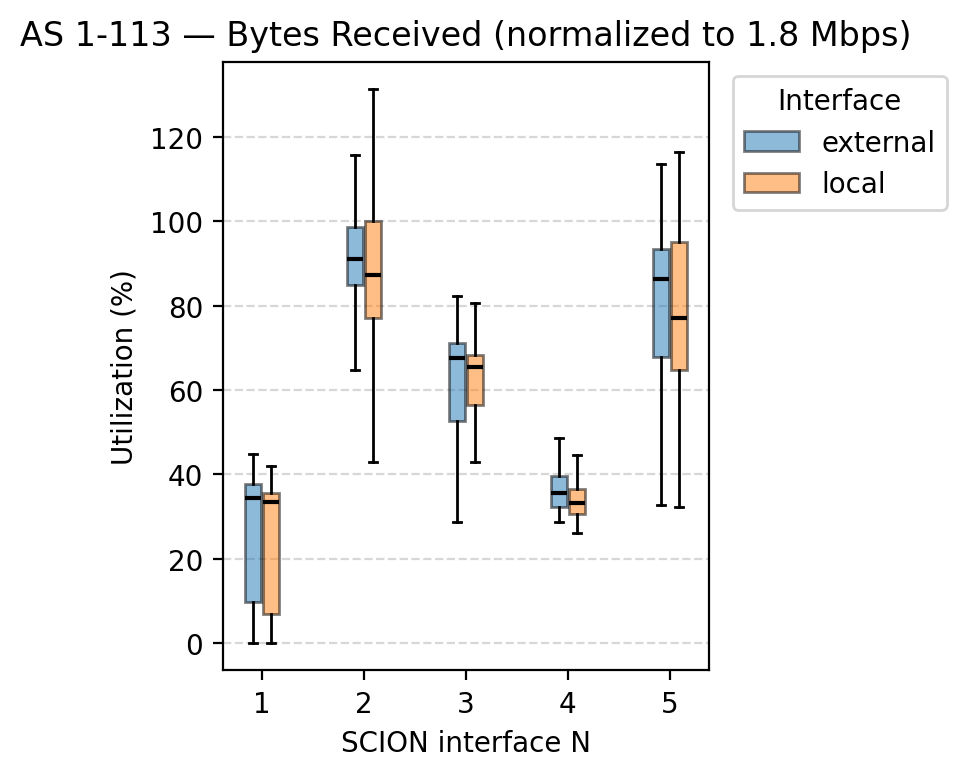 AS 1-113 — Bytes Received (normalized to 1.8 Mbps)
Interface
external
local
Utilization (%)
120
100
80
60
40
20
0
1 2 3 4 5
SCION interface N